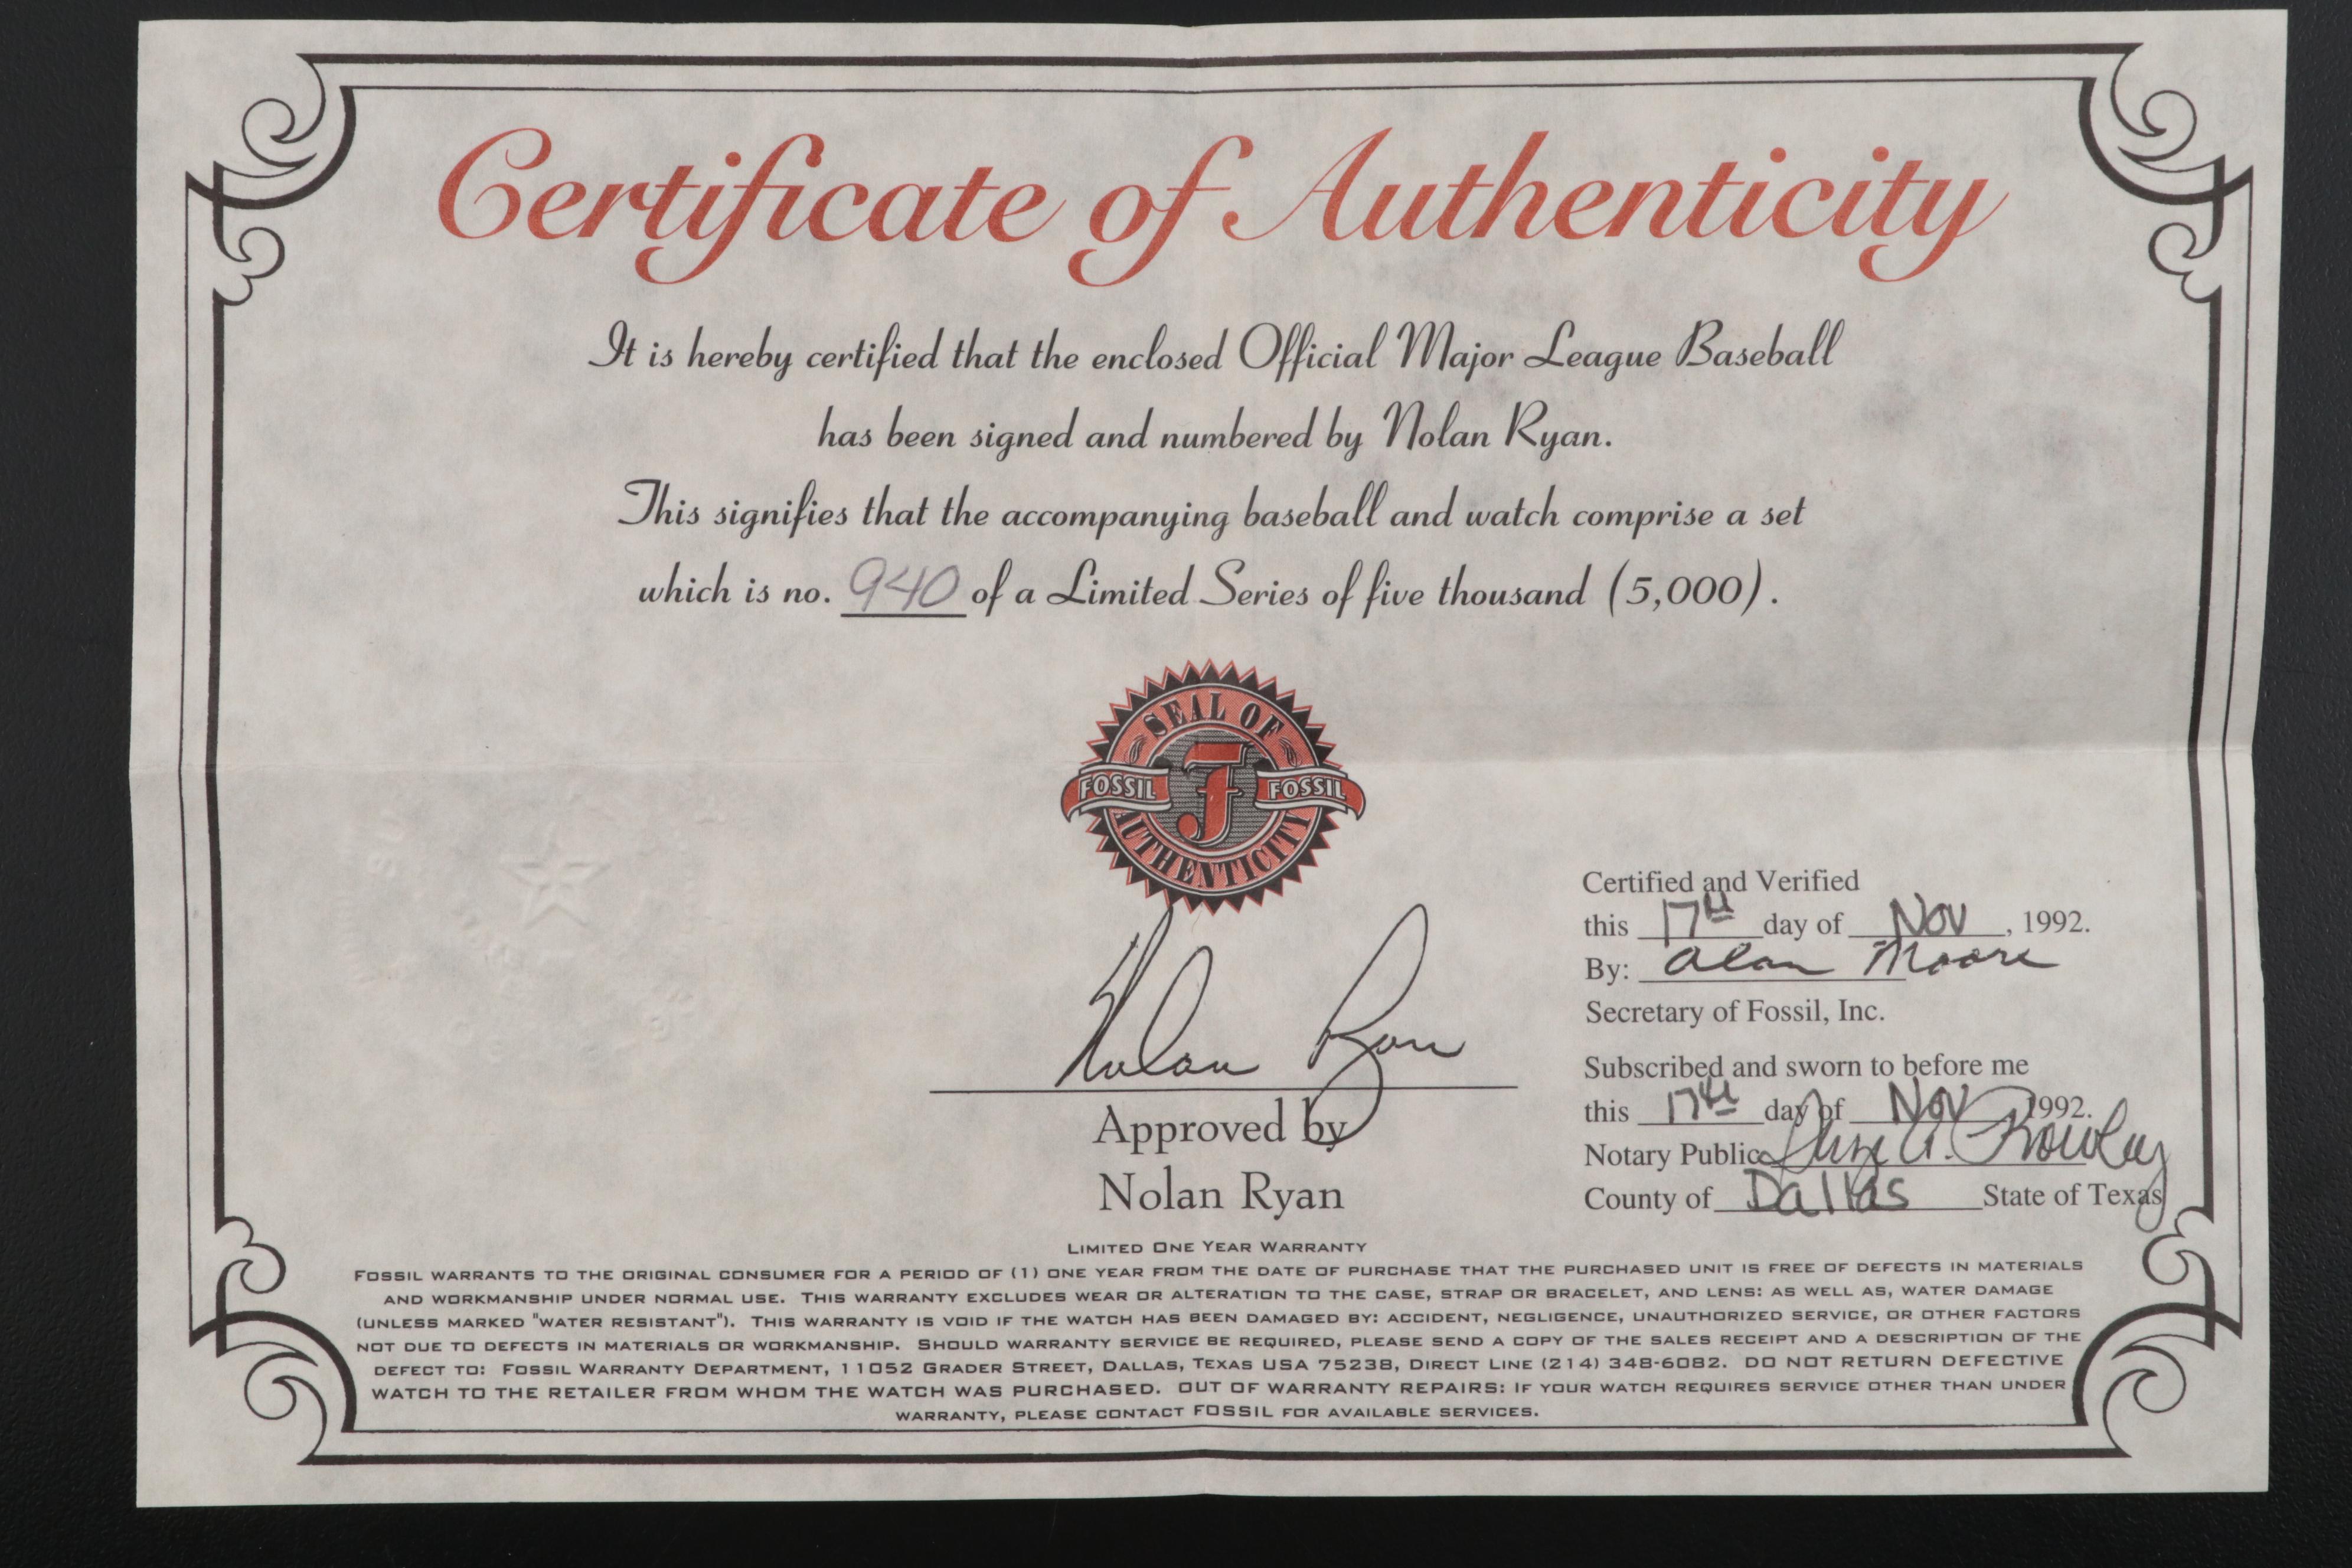 Certificate of Authenticity
It is hereby certified that the enclosed Official Major League Baseball
has been signed and numbered by Nolan Ryan.
This signifies that the accompanying baseball and watch comprise a set
which is no. 940 of a Limited Series of five thousand (5,000).
SEAL OF
FOSSIL F FOSSIL
AUTHENTICITY
Nolan Ryan
Approved by
Nolan Ryan
Certified and Verified
this 17th day of NOV, 1992.
By: Alan Moore
Secretary of Fossil, Inc.
Subscribed and sworn to before me
this 17th day of NOV, 1992.
Notary Public
County of Dallas State of Texas
LIMITED ONE YEAR WARRANTY
FOSSIL WARRANTS TO THE ORIGINAL CONSUMER FOR A PERIOD OF (1) ONE YEAR FROM THE DATE OF PURCHASE THAT THE PURCHASED UNIT IS FREE OF DEFECTS IN MATERIALS
AND WORKMANSHIP UNDER NORMAL USE. THIS WARRANTY EXCLUDES WEAR OR ALTERATION TO THE CASE, STRAP OR BRACELET, AND LENS: AS WELL AS, WATER DAMAGE
(UNLESS MARKED "WATER RESISTANT"). THIS WARRANTY IS VOID IF THE WATCH HAS BEEN DAMAGED BY: ACCIDENT, NEGLIGENCE, UNAUTHORIZED SERVICE, OR OTHER FACTORS
NOT DUE TO DEFECTS IN MATERIALS OR WORKMANSHIP. SHOULD WARRANTY SERVICE BE REQUIRED, PLEASE SEND A COPY OF THE SALES RECEIPT AND A DESCRIPTION OF THE
DEFECT TO: FOSSIL WARRANTY DEPARTMENT, 11052 GRADER STREET, DALLAS, TEXAS USA 75238, DIRECT LINE (214) 348-6082. DO NOT RETURN DEFECTIVE
WATCH TO THE RETAILER FROM WHOM THE WATCH WAS PURCHASED. OUT OF WARRANTY REPAIRS: IF YOUR WATCH REQUIRES SERVICE OTHER THAN UNDER
WARRANTY, PLEASE CONTACT FOSSIL FOR AVAILABLE SERVICES.